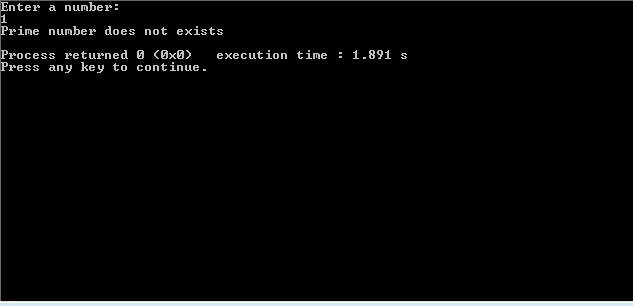 Enter a number:
1
Prime number does not exists
Process returned 0 (0x0)   execution time : 1.891 s
Press any key to continue.